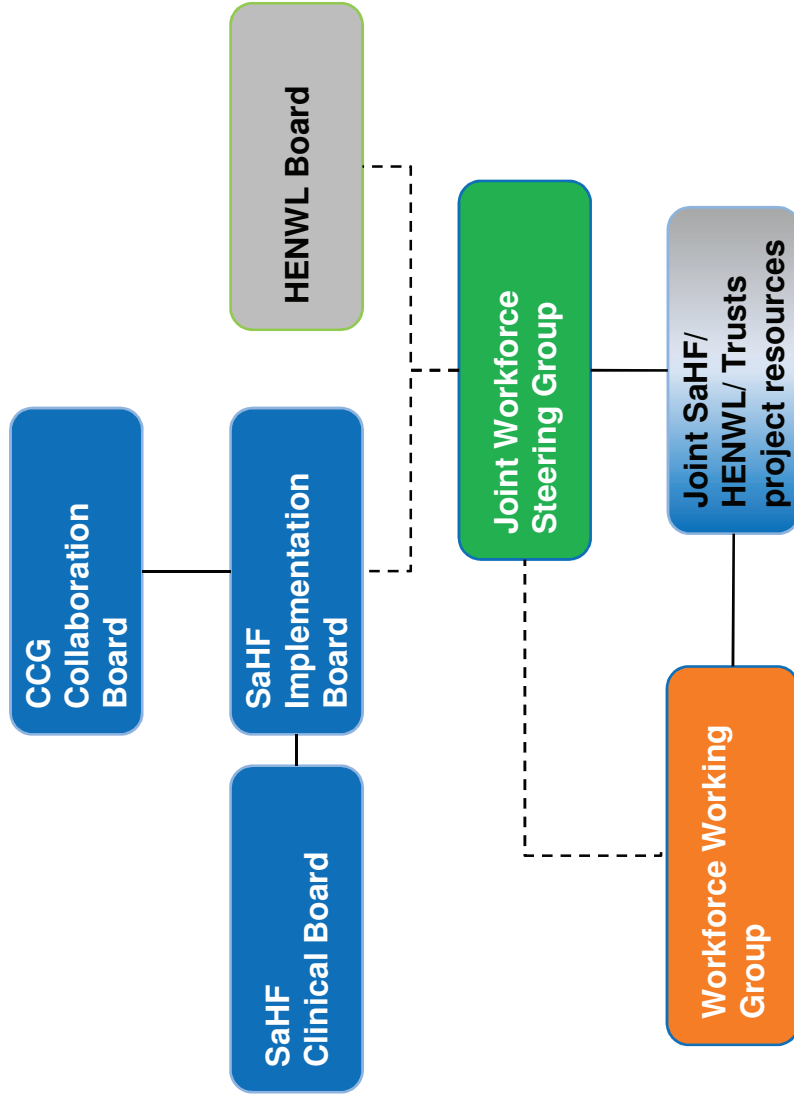 CCG
Collaboration
Board
SaHF
Clinical Board
SaHF
Implementation
Board
HENWL Board
Joint Workforce
Steering Group
Workforce Working
Group
Joint SaHF/
HENWL/ Trusts
project resources